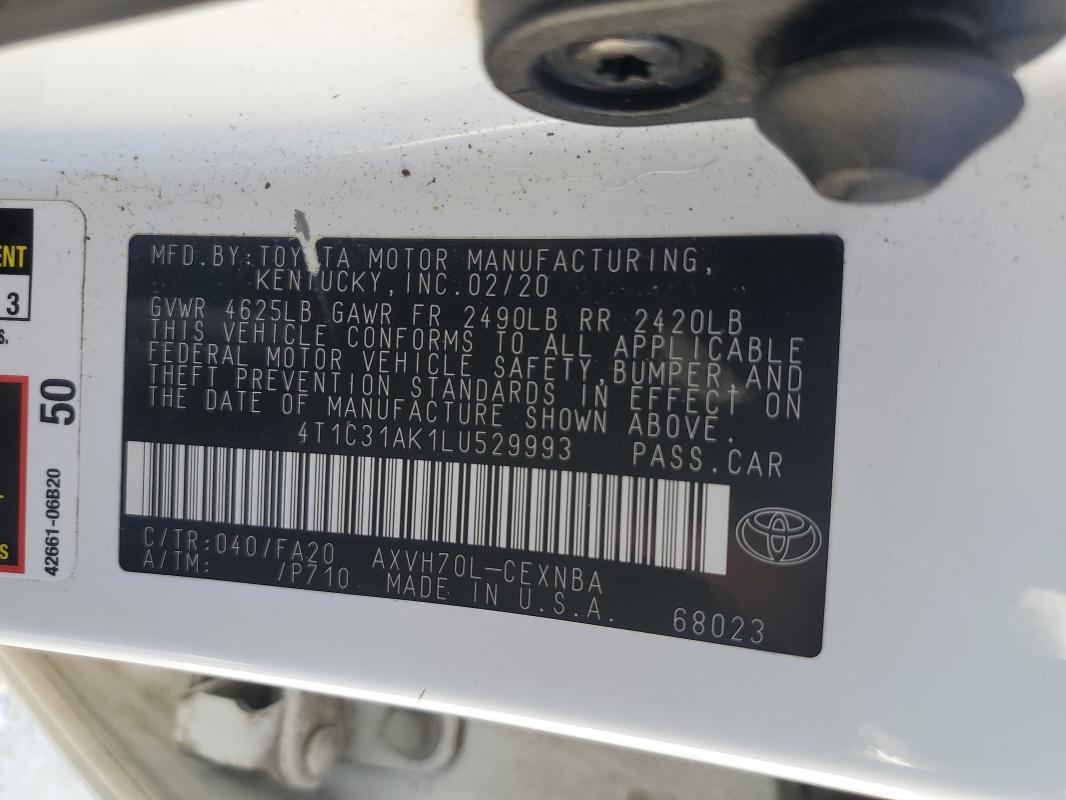 ENT
3
S.
50
42661-06B20
S
MFD.BY:TOYOTA MOTOR MANUFACTURING,
KENTUCKY,INC.02/20
GVWR 4625LB GAWR FR 2490LB RR 2420LB
THIS VEHICLE CONFORMS TO ALL APPLICABLE
FEDERAL MOTOR VEHICLE SAFETY,BUMPER,AND
THEFT PREVENTION STANDARDS IN EFFECT ON
THE DATE OF MANUFACTURE SHOWN ABOVE.
4T1C31AK1LU529993 PASS.CAR
C/TR:040/FA20 AXVH70L-CEXNBA
A/TM: /P710 MADE IN U.S.A.
68023